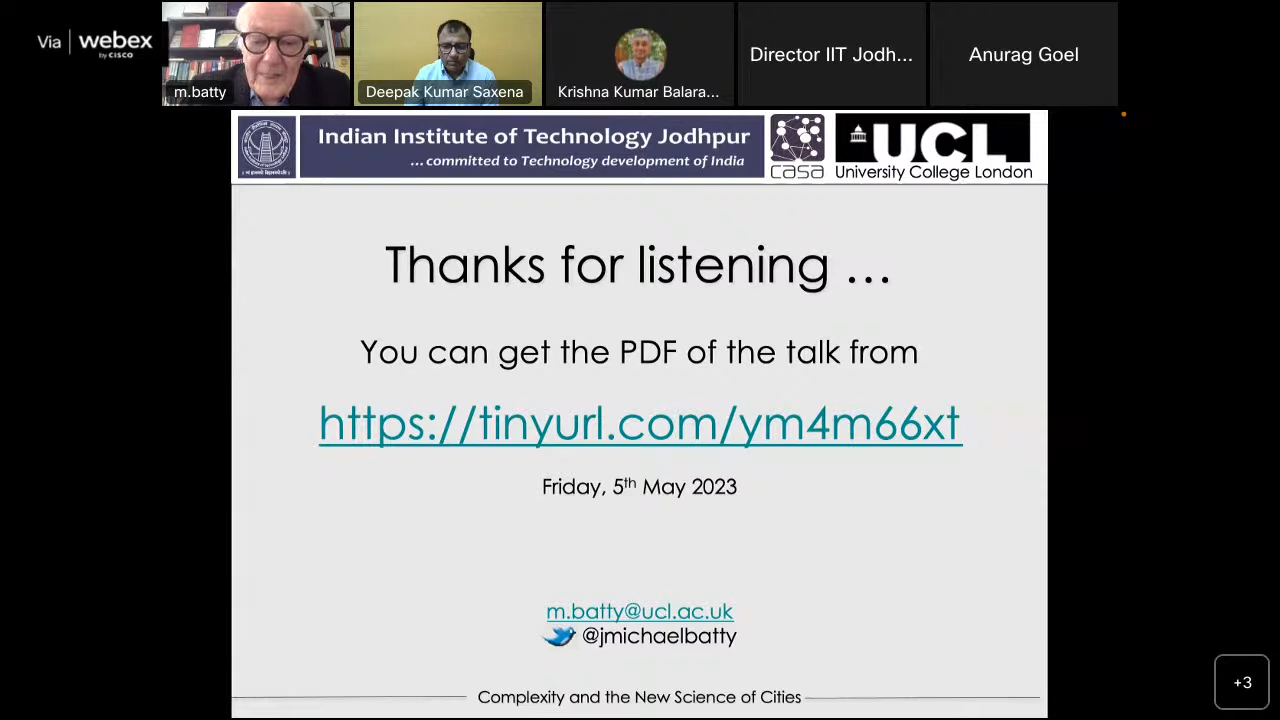 Via webex
by CISCO
m.batty
Deepak Kumar Saxena
Krishna Kumar Balara...
Director IIT Jodh...
Anurag Goel
Indian Institute of Technology Jodhpur
...committed to Technology development of India
casa
UCL
University College London
Thanks for listening ...
You can get the PDF of the talk from
https://tinyurl.com/ym4m66xt
Friday, 5th May 2023
m.batty@ucl.ac.uk
@jmichaelbatty
Complexity and the New Science of Cities
+3